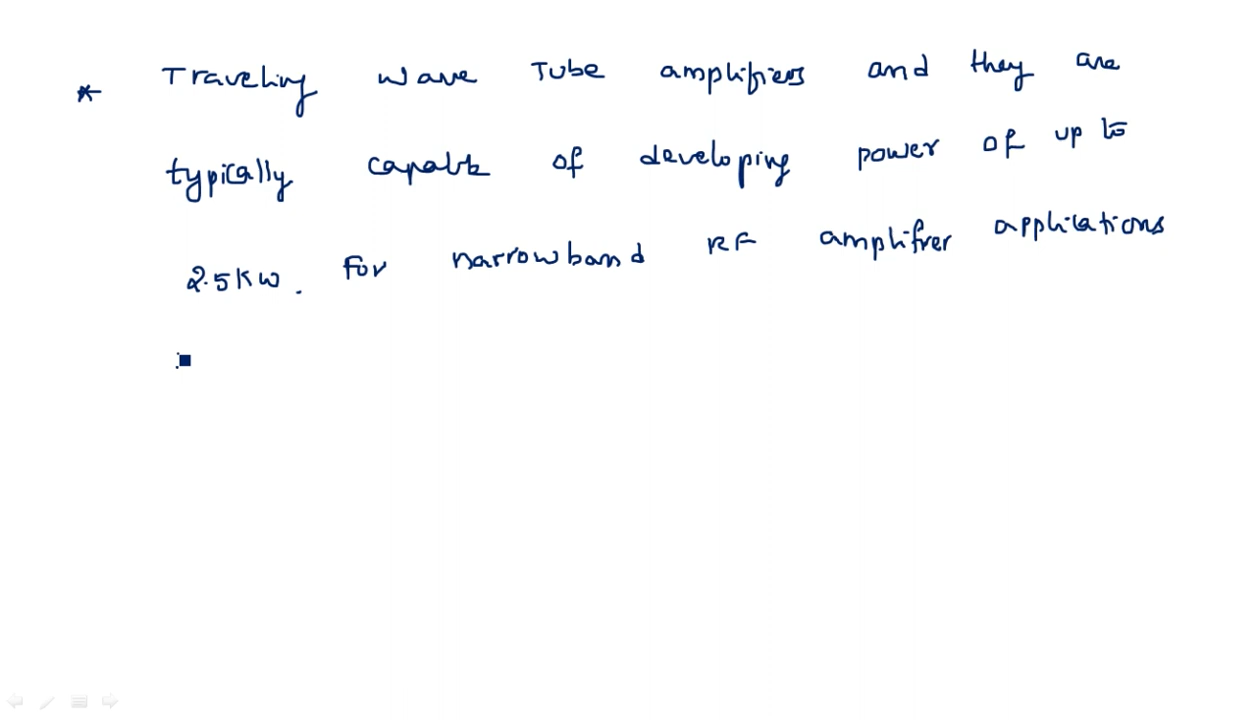 * Traveling wave Tube amplifiers and they are
typically capable of developing power of up to
2.5KW. For narrowband RF amplifier applications